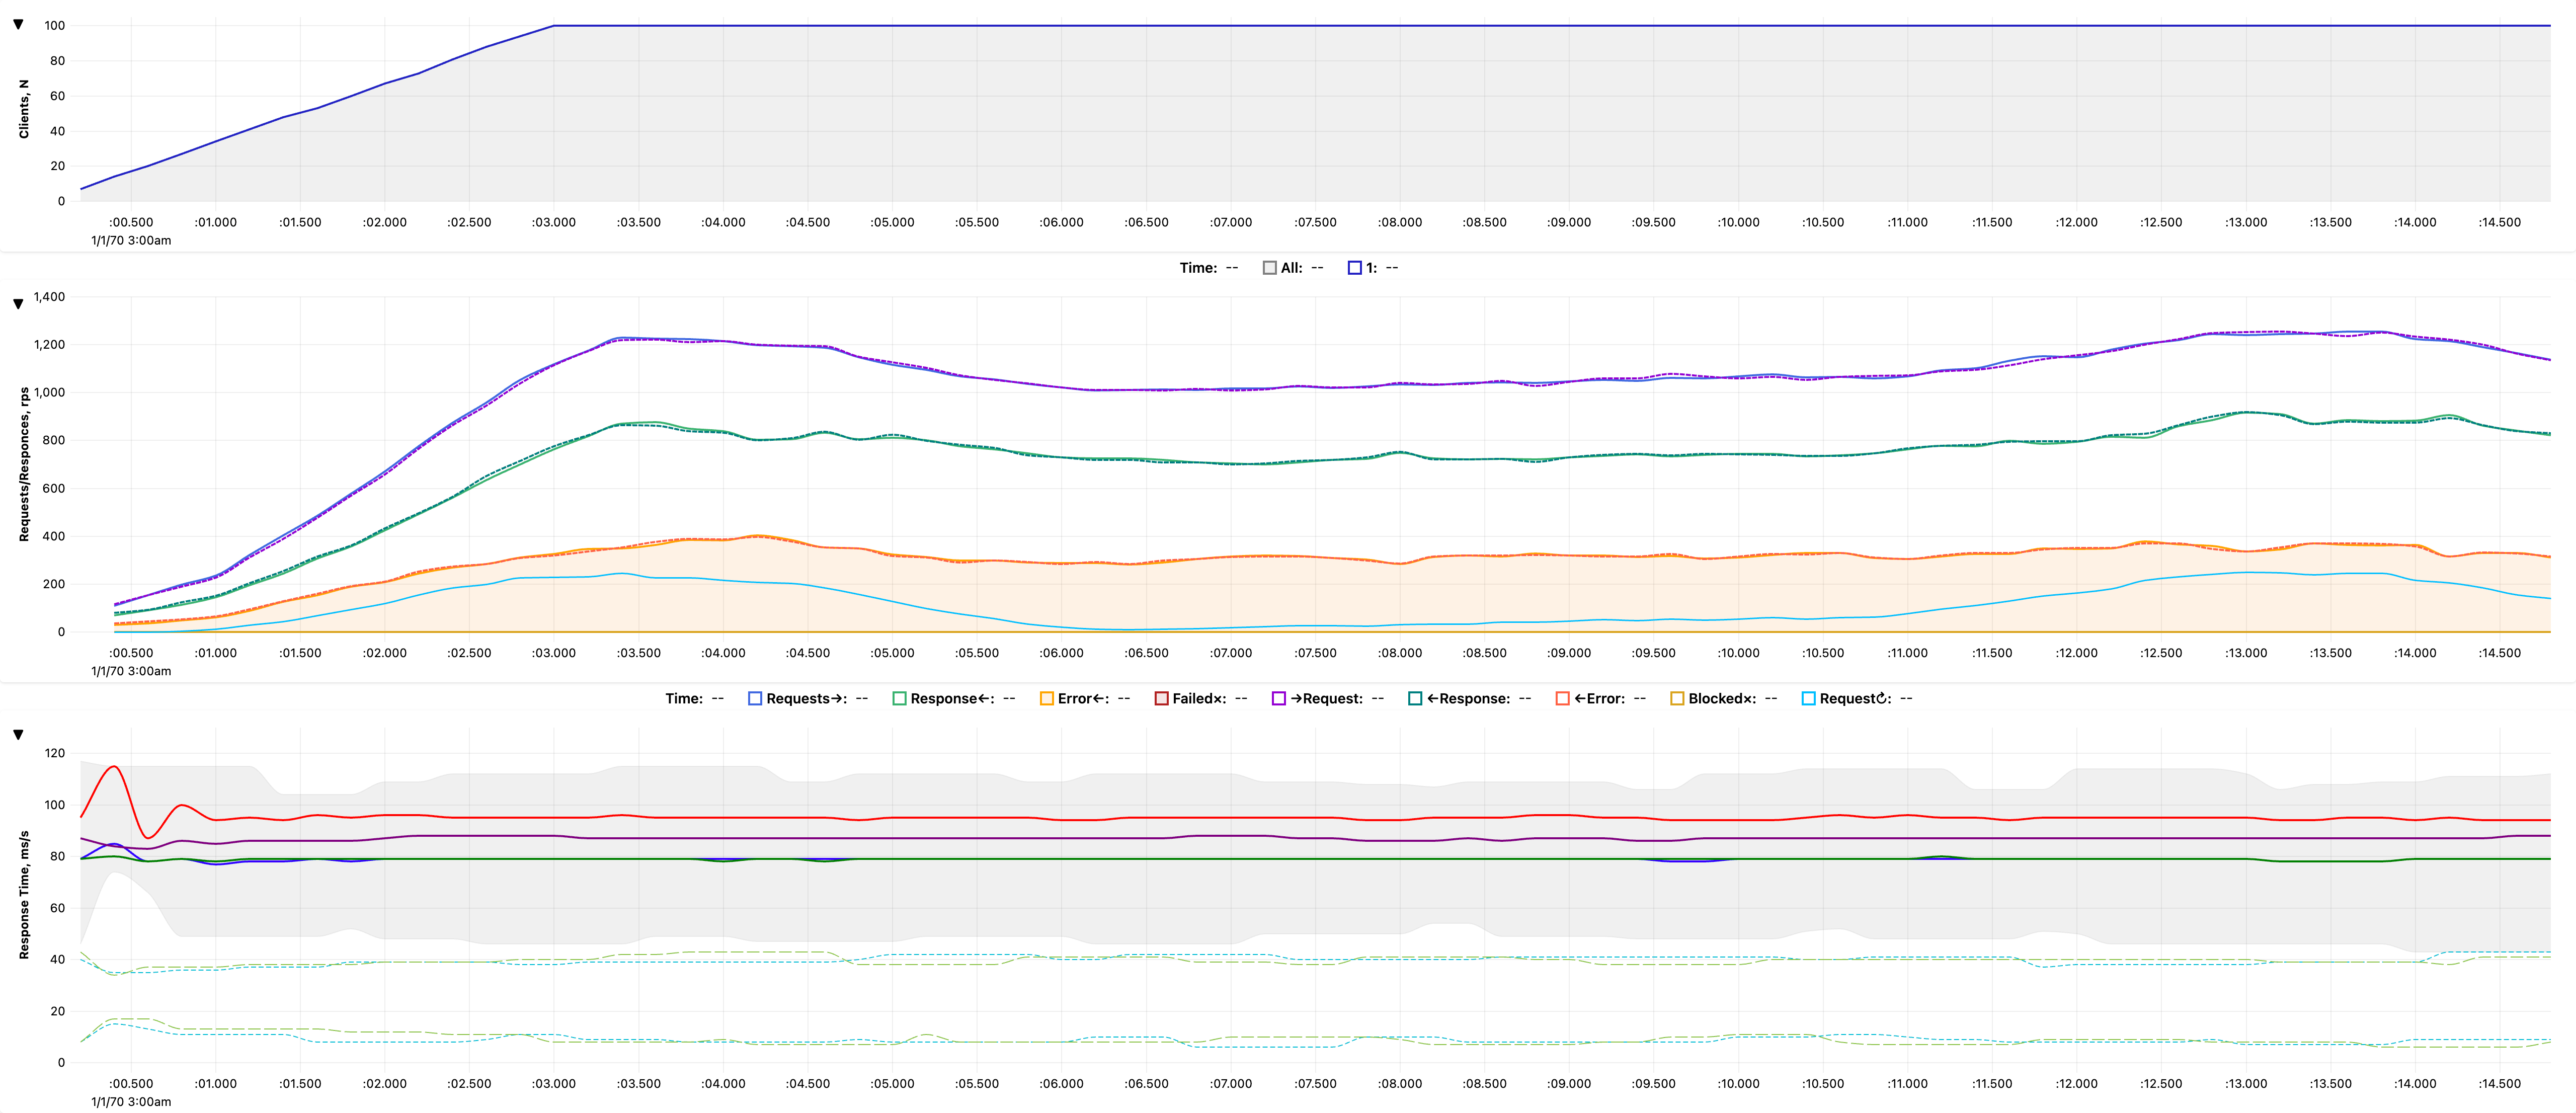 ▼
Clients, N
100
80
60
40
20
0
:00.500 :01.000 :01.500 :02.000 :02.500 :03.000 :03.500 :04.000 :04.500 :05.000 :05.500 :06.000 :06.500 :07.000 :07.500 :08.000 :08.500 :09.000 :09.500 :10.000 :10.500 :11.000 :11.500 :12.000 :12.500 :13.000 :13.500 :14.000 :14.500
1/1/70 3:00am
Time: -- All: -- 1: --
▼
Requests/Responces, rps
1,400
1,200
1,000
800
600
400
200
0
:00.500 :01.000 :01.500 :02.000 :02.500 :03.000 :03.500 :04.000 :04.500 :05.000 :05.500 :06.000 :06.500 :07.000 :07.500 :08.000 :08.500 :09.000 :09.500 :10.000 :10.500 :11.000 :11.500 :12.000 :12.500 :13.000 :13.500 :14.000 :14.500
1/1/70 3:00am
Time: -- Requests→: -- Response←: -- Error←: -- Failed×: -- →Request: -- ←Response: -- ←Error: -- Blocked×: -- Request↻: --
▼
Response Time, ms/s
120
100
80
60
40
20
0
:00.500 :01.000 :01.500 :02.000 :02.500 :03.000 :03.500 :04.000 :04.500 :05.000 :05.500 :06.000 :06.500 :07.000 :07.500 :08.000 :08.500 :09.000 :09.500 :10.000 :10.500 :11.000 :11.500 :12.000 :12.500 :13.000 :13.500 :14.000 :14.500
1/1/70 3:00am